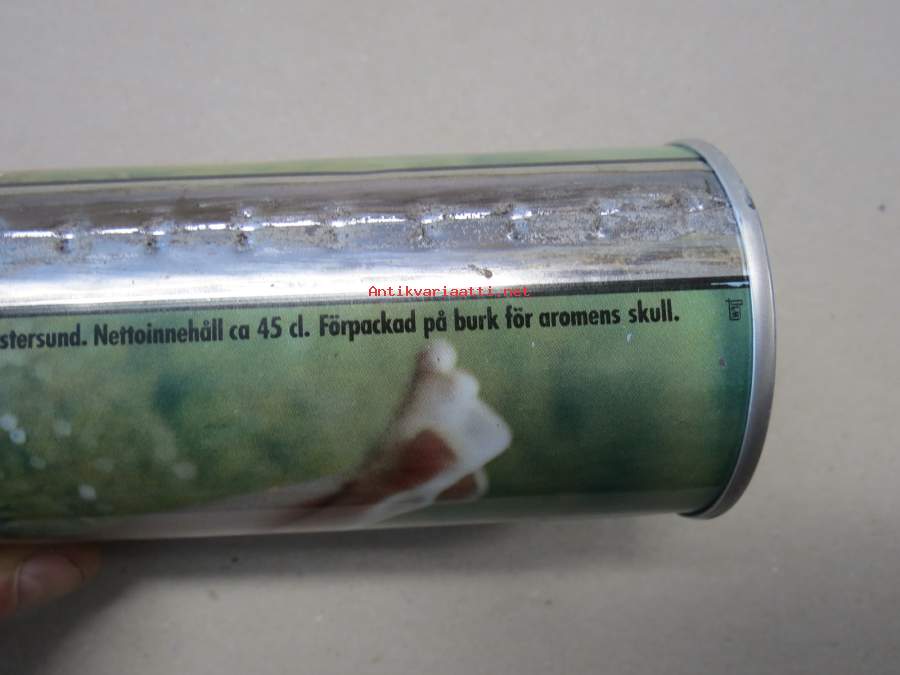 Antikvariaatti.net
stersund. Nettoinnehåll ca 45 cl. Förpackad på burk för aromens skull.